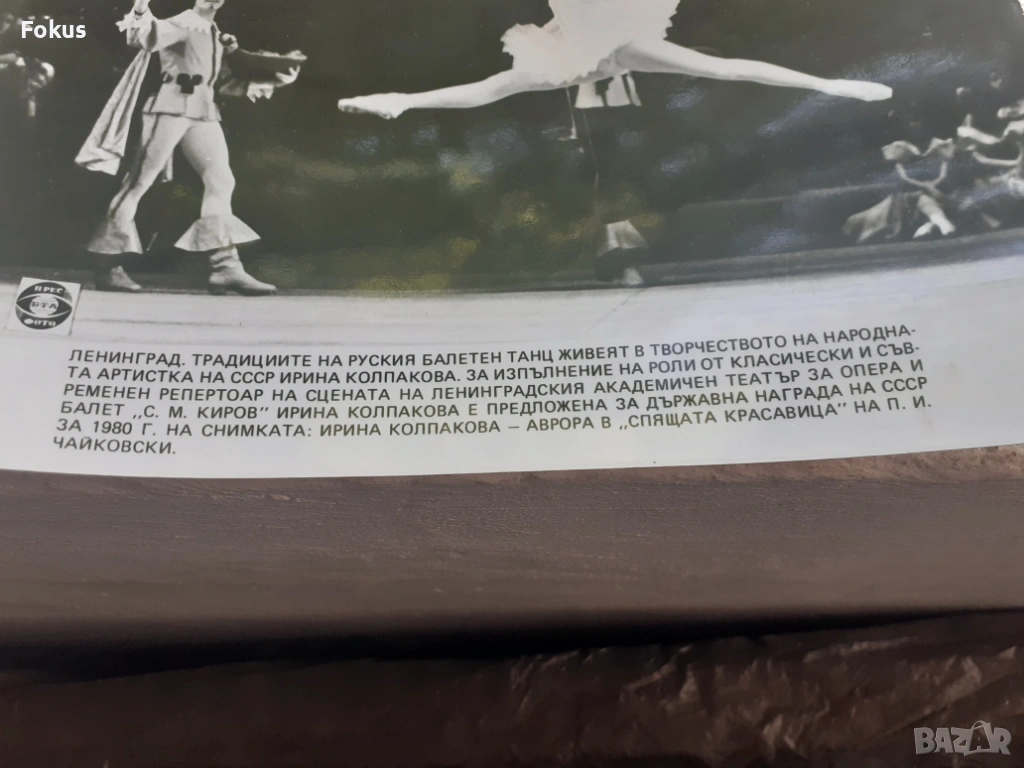 Fokus
ПРЕС
БТА
ФОТО
ЛЕНИНГРАД. ТРАДИЦИИТЕ НА РУСКИЯ БАЛЕТЕН ТАНЦ ЖИВЕЯТ В ТВОРЧЕСТВОТО НА НАРОДНА-
ТА АРТИСТКА НА СССР ИРИНА КОЛПАКОВА. ЗА ИЗПЪЛНЕНИЕ НА РОЛИ ОТ КЛАСИЧЕСКИ И СЪВ-
РЕМЕНЕН РЕПЕРТОАР НА СЦЕНАТА НА ЛЕНИНГРАДСКИЯ АКАДЕМИЧЕН ТЕАТЪР ЗА ОПЕРА И
БАЛЕТ „С. М. КИРОВ" ИРИНА КОЛПАКОВА Е ПРЕДЛОЖЕНА ЗА ДЪРЖАВНА НАГРАДА НА СССР
ЗА 1980 Г. НА СНИМКАТА: ИРИНА КОЛПАКОВА – АВРОРА В „СПЯЩАТА КРАСАВИЦА" НА П. И.
ЧАЙКОВСКИ.
BAZAR